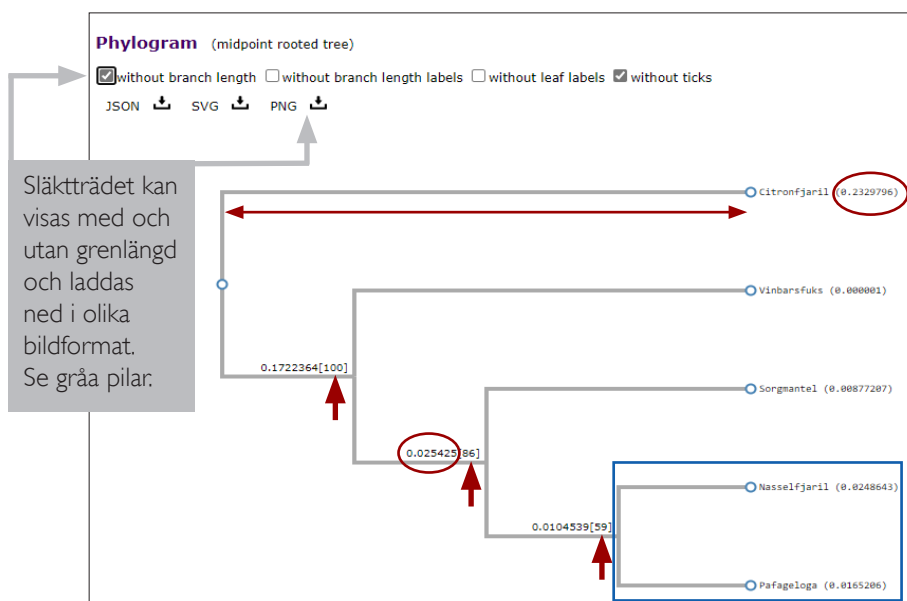 Phylogram (midpoint rooted tree)
without branch length without branch length labels without leaf labels without ticks
JSON SVG PNG
Släktträdet kan
visas med och
utan grenlängd
och laddas
ned i olika
bildformat.
Se gråa pilar.
Citronfjaril (0.2329796)
Vinbarsfuks (0.000001)
0.1722364[100]
Sorgmantel (0.00877207)
0.025425[86]
Nasselfjaril (0.0248643)
0.0104539[59]
Pafageloga (0.0165206)